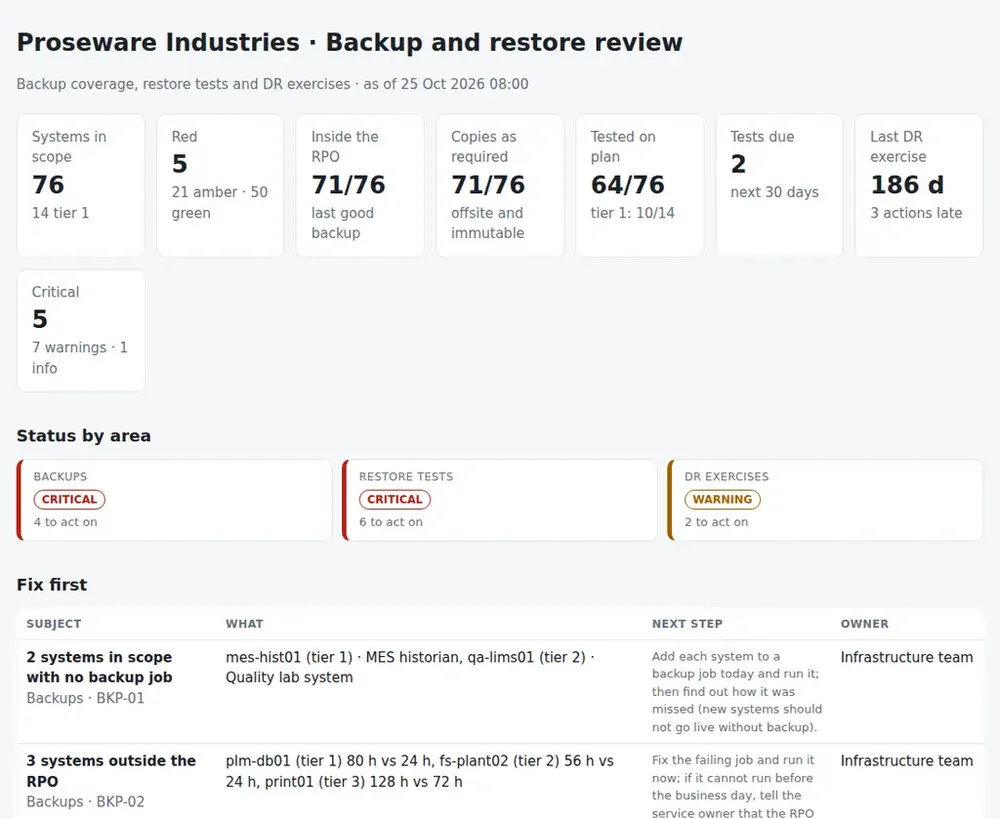 Proseware Industries · Backup and restore review
Backup coverage, restore tests and DR exercises · as of 25 Oct 2026 08:00
Systems in
scope
76
14 tier 1
Red
5
21 amber · 50
green
Inside the
RPO
71/76
last good
backup
Copies as
required
71/76
offsite and
immutable
Tested on
plan
64/76
tier 1: 10/14
Tests due
2
next 30 days
Last DR
exercise
186 d
3 actions late
Critical
5
7 warnings · 1
info
Status by area
BACKUPS
CRITICAL
4 to act on
RESTORE TESTS
CRITICAL
6 to act on
DR EXERCISES
WARNING
2 to act on
Fix first
SUBJECT WHAT NEXT STEP OWNER
2 systems in scope
with no backup job
Backups · BKP-01
mes-hist01 (tier 1) · MES historian, qa-lims01 (tier 2) ·
Quality lab system
Add each system to a
backup job today and run it;
then find out how it was
missed (new systems should
not go live without backup).
Infrastructure team
3 systems outside the
RPO
Backups · BKP-02
plm-db01 (tier 1) 80 h vs 24 h, fs-plant02 (tier 2) 56 h vs
24 h, print01 (tier 3) 128 h vs 72 h
Fix the failing job and run it
now; if it cannot run before
the business day, tell the
service owner that the RPO
Infrastructure team